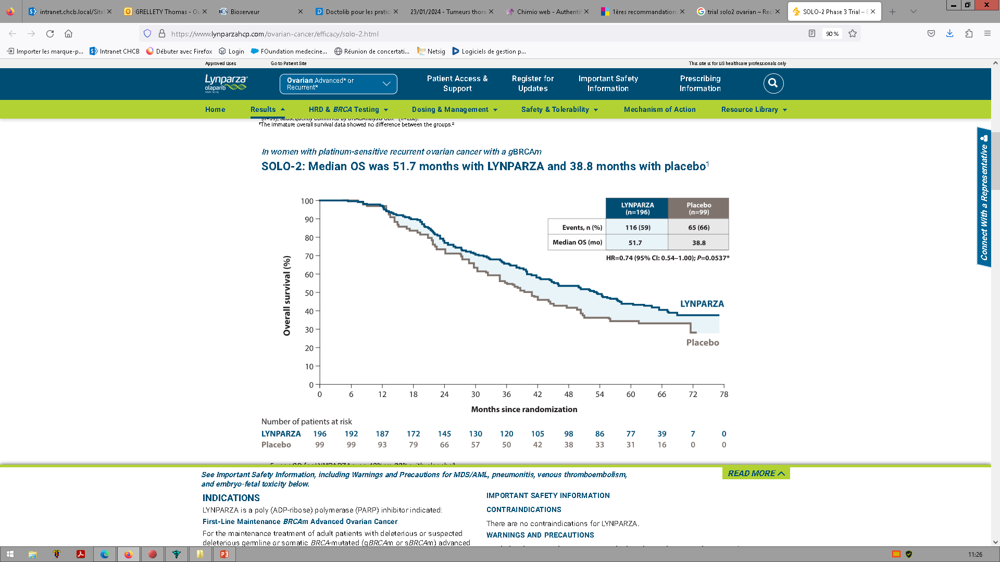 intranet.chcb.local/Site
GRELLETY Thomas - Ou
Bioserveur
Doctolib pour les pratic
23/01/2024 - Tumeurs thora
Chimio web - Authentif
1ères recommandation
trial solo2 ovarian – Rec
SOLO-2 Phase 3 Trial – E
https://www.lynparzahcp.com/ovarian-cancer/efficacy/solo-2.html
90 %
Importer les marque-p...
Intranet CHCB
Débuter avec Firefox
Login
FOundation medecine...
Réunion de concertati...
Netsig
Logiciels de gestion p...
Approved Uses
Go to Patient Site
This site is for US healthcare professionals only
Lynparza
olaparib
Ovarian Advanced* or
Recurrent*
Patient Access &
Support
Register for
Updates
Important Safety
Information
Prescribing
Information
Home
Results
HRD & BRCA Testing
Dosing & Management
Safety & Tolerability
Mechanism of Action
Resource Library
*The immature overall survival data showed no difference between the groups.2
In women with platinum-sensitive recurrent ovarian cancer with a gBRCAm
SOLO-2: Median OS was 51.7 months with LYNPARZA and 38.8 months with placebo1
Connect With a Representative
LYNPARZA
(n=196)
Placebo
(n=99)
Events, n (%) 116 (59) 65 (66)
Median OS (mo) 51.7 38.8
HR=0.74 (95% CI: 0.54–1.00); P=0.0537*
Overall survival (%)
100
90
80
70
60
50
40
30
20
10
0
LYNPARZA
Placebo
0 6 12 18 24 30 36 42 48 54 60 66 72 78
Months since randomization
Number of patients at risk
LYNPARZA 196 192 187 172 145 130 120 105 98 86 77 39 7 0
Placebo 99 99 93 79 66 57 50 42 38 33 31 16 0 0
See Important Safety Information, including Warnings and Precautions for MDS/AML, pneumonitis, venous thromboembolism,
and embryo-fetal toxicity below.
READ MORE
INDICATIONS
LYNPARZA is a poly (ADP-ribose) polymerase (PARP) inhibitor indicated:
First-Line Maintenance BRCAm Advanced Ovarian Cancer
For the maintenance treatment of adult patients with deleterious or suspected
deleterious germline or somatic BRCA-mutated (gBRCAm or sBRCAm) advanced
IMPORTANT SAFETY INFORMATION
CONTRAINDICATIONS
There are no contraindications for LYNPARZA.
WARNINGS AND PRECAUTIONS
11:26